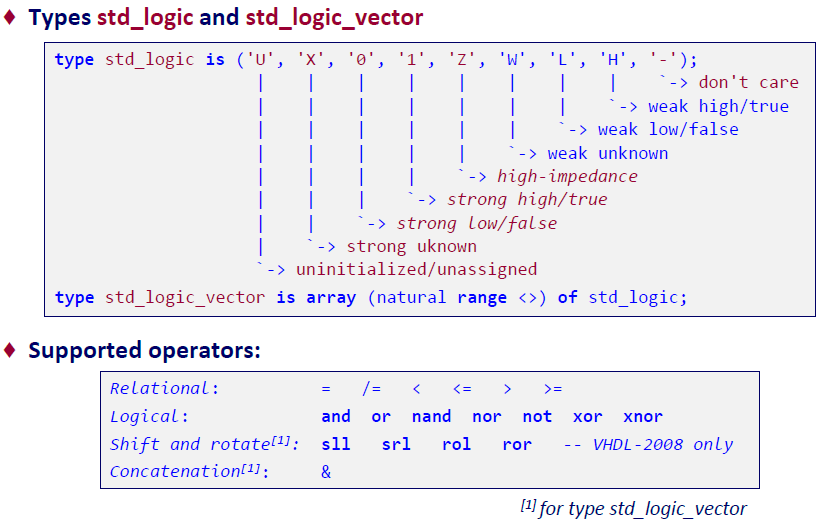 ♦ Types std_logic and std_logic_vector
type std_logic is ('U', 'X', '0', '1', 'Z', 'W', 'L', 'H', '-');
| | | | | | | | `-> don't care
| | | | | | | `-> weak high/true
| | | | | | `-> weak low/false
| | | | | `-> weak unknown
| | | | `-> high-impedance
| | | `-> strong high/true
| | `-> strong low/false
| `-> strong uknown
`-> uninitialized/unassigned
type std_logic_vector is array (natural range <>) of std_logic;
♦ Supported operators:
Relational: = /= < <= > >=
Logical: and or nand nor not xor xnor
Shift and rotate[1]: sll srl rol ror -- VHDL-2008 only
Concatenation[1]: &
[1] for type std_logic_vector